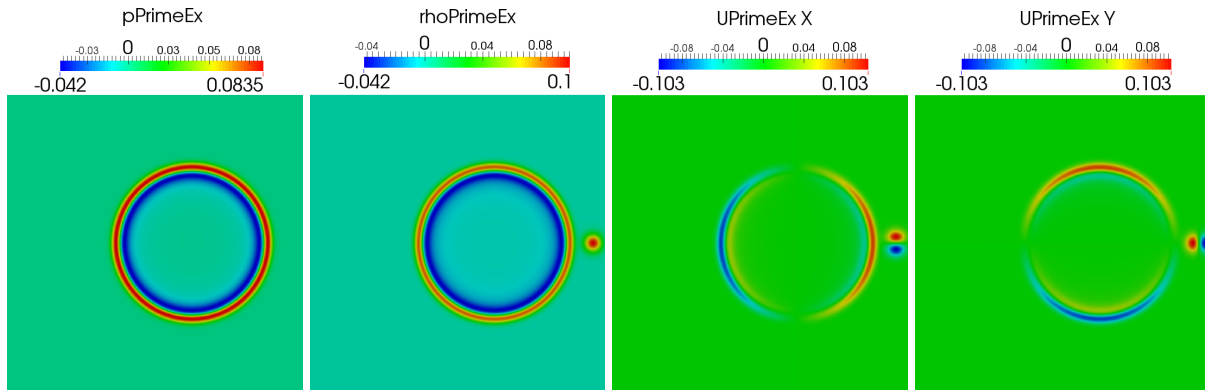 pPrimeEx
-0.03 0 0.03 0.05 0.08
-0.042 0.0835
rhoPrimeEx
-0.04 0 0.04 0.08
-0.042 0.1
UPrimeEx X
-0.08 -0.04 0 0.04 0.08
-0.103 0.103
UPrimeEx Y
-0.08 -0.04 0 0.04 0.08
-0.103 0.103